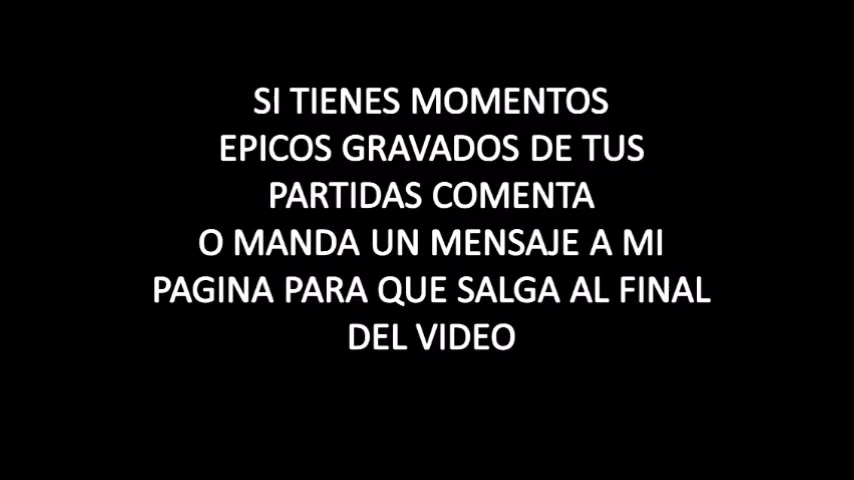 SI TIENES MOMENTOS
EPICOS GRAVADOS DE TUS
PARTIDAS COMENTA
O MANDA UN MENSAJE A MI
PAGINA PARA QUE SALGA AL FINAL
DEL VIDEO